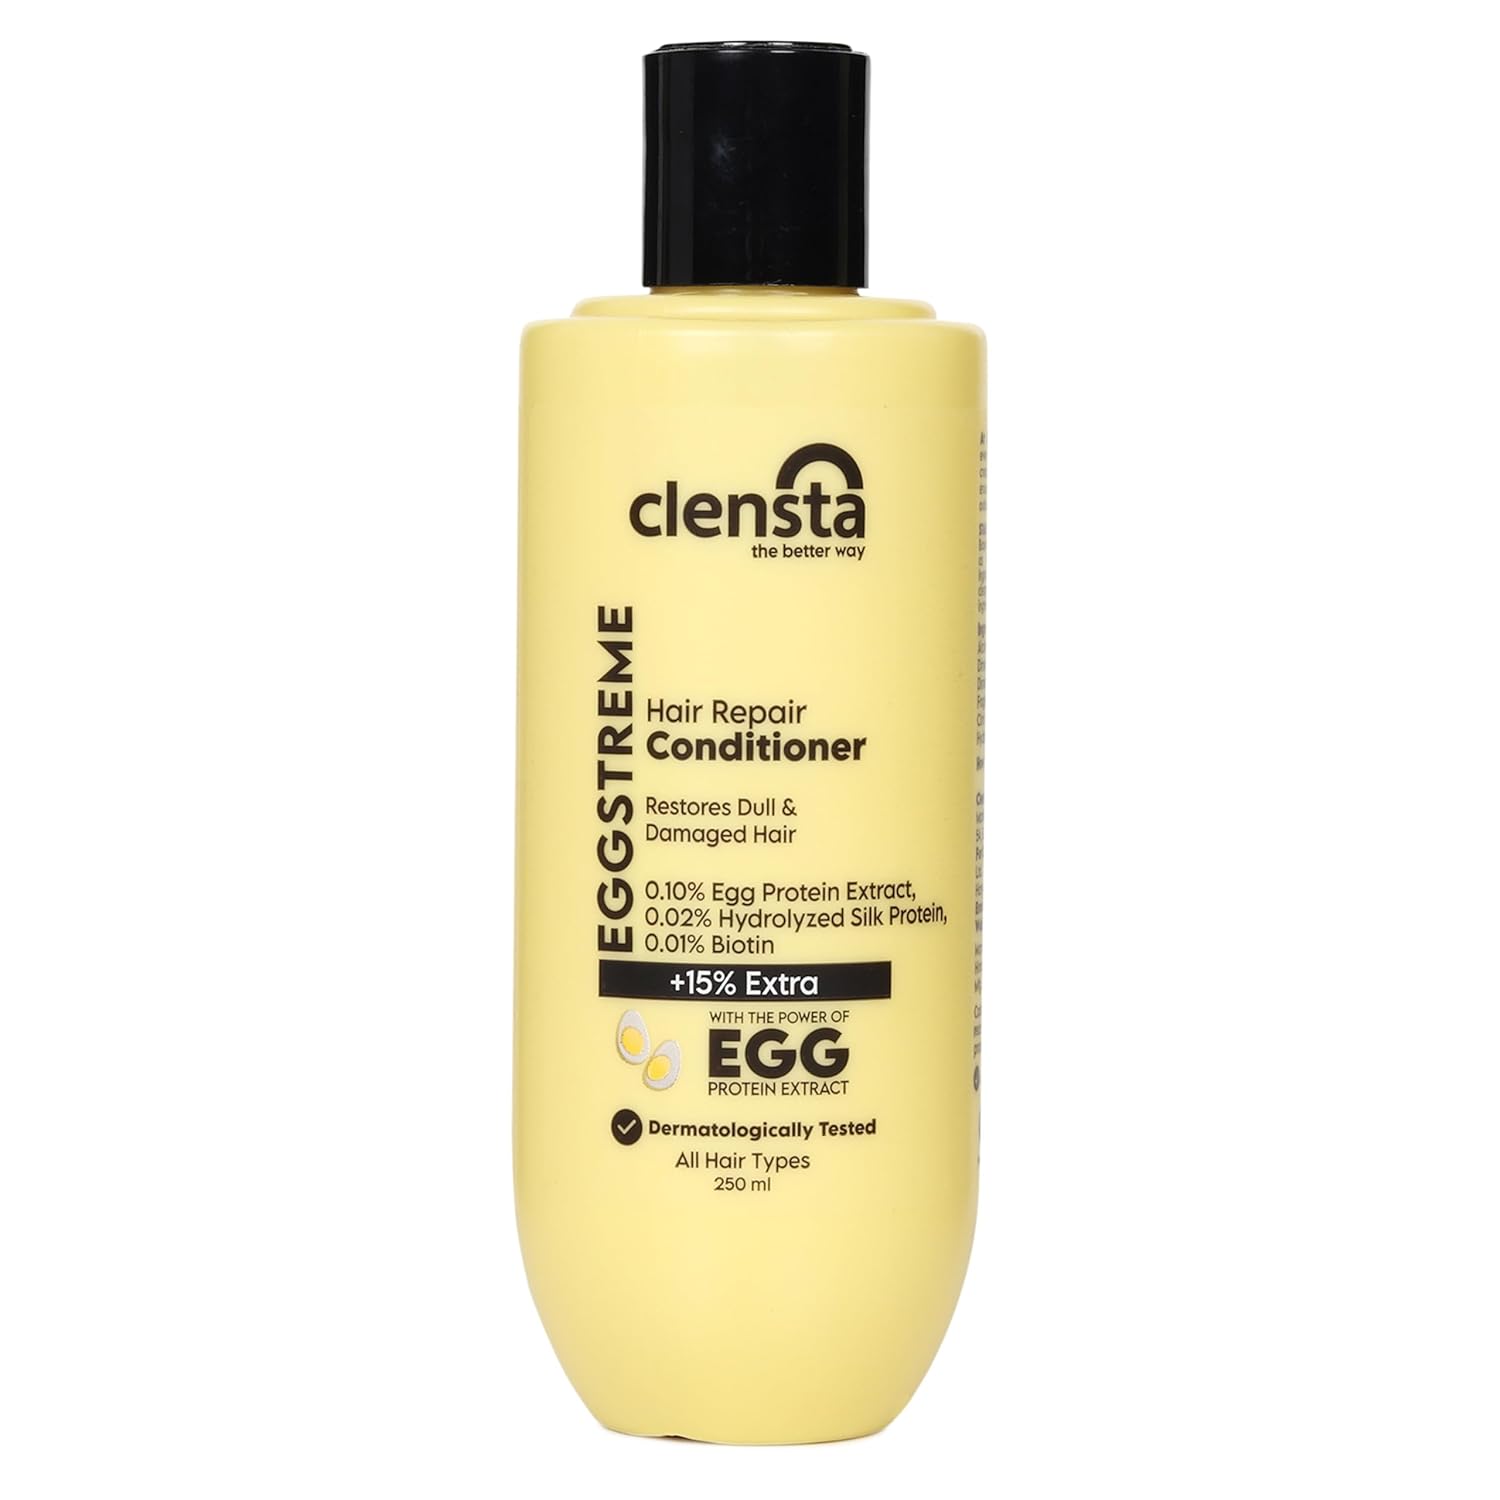 clensta
the better way
EGGSTREME
Hair Repair
Conditioner
Restores Dull &
Damaged Hair
0.10% Egg Protein Extract,
0.02% Hydrolyzed Silk Protein,
0.01% Biotin
+15% Extra
WITH THE POWER OF
EGG
PROTEIN EXTRACT
Dermatologically Tested
All Hair Types
250 ml